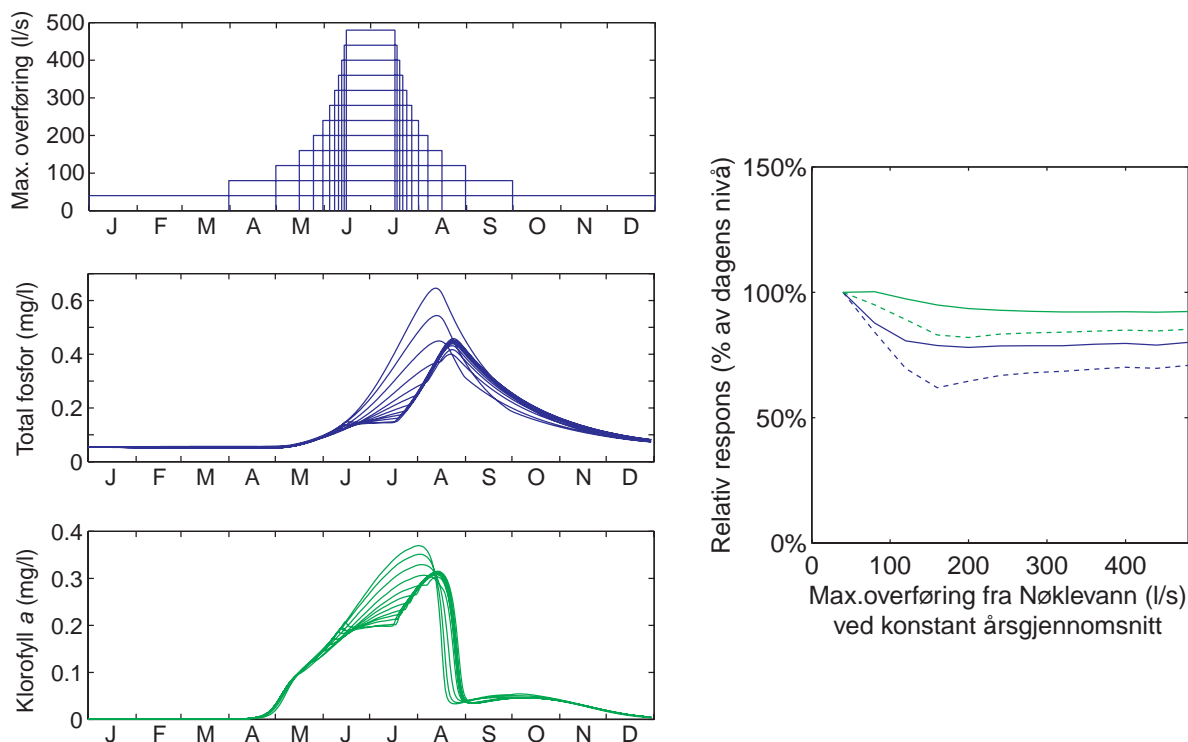 Max. overføring (l/s)
500
400
300
200
100
0
J F M A M J J A S O N D
Total fosfor (mg/l)
0.6
0.4
0.2
0
J F M A M J J A S O N D
Klorofyll a (mg/l)
0.4
0.3
0.2
0.1
0
J F M A M J J A S O N D
Relativ respons (% av dagens nivå)
150%
100%
50%
0%
0 200 400
Max.overføring fra Nøklevann (l/s)
ved konstant årsgjennomsnitt